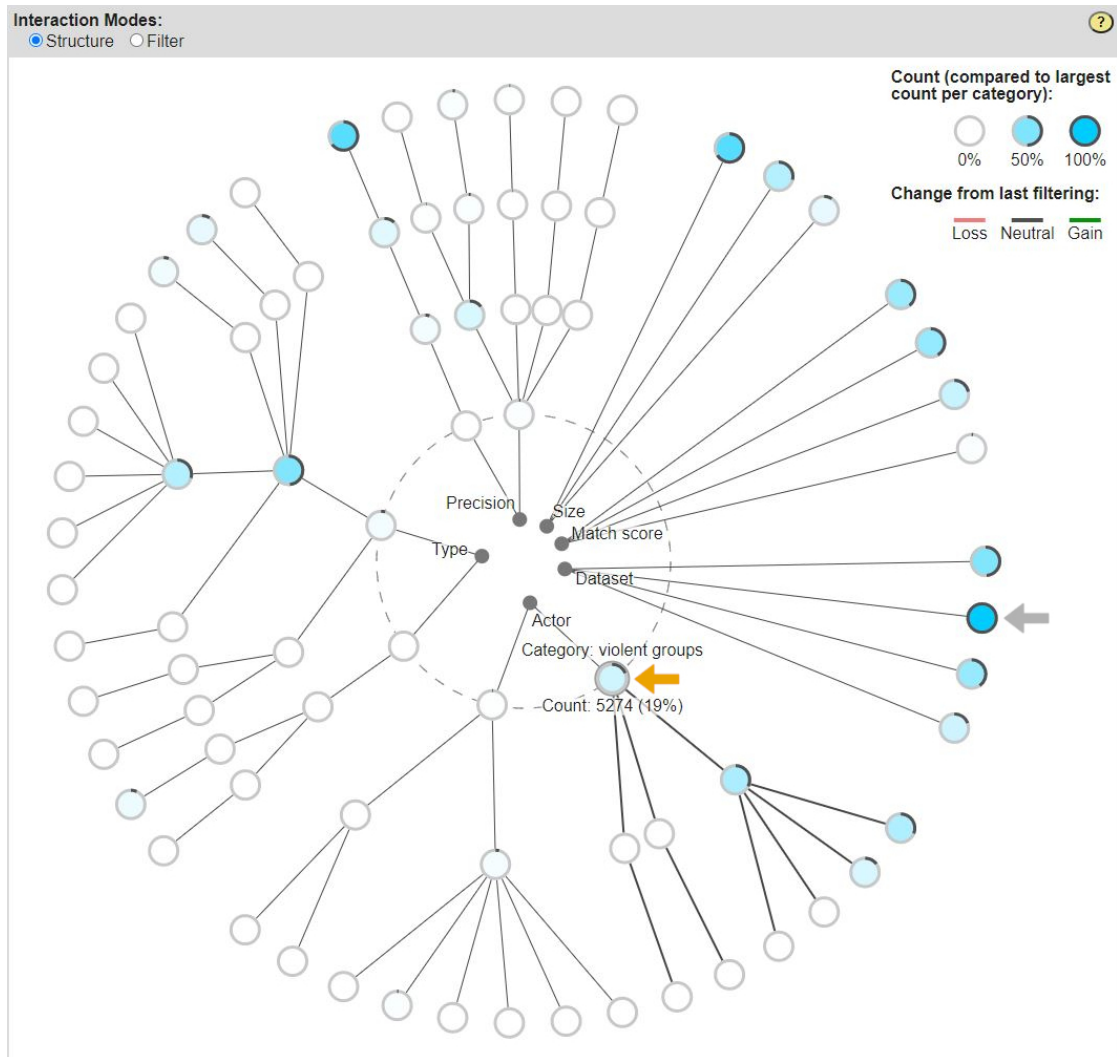 Interaction Modes:
Structure Filter
?
Count (compared to largest
count per category):
0% 50% 100%
Change from last filtering:
Loss Neutral Gain
Precision
Size
Match score
Type
Dataset
Actor
Category: violent groups
Count: 5274 (19%)